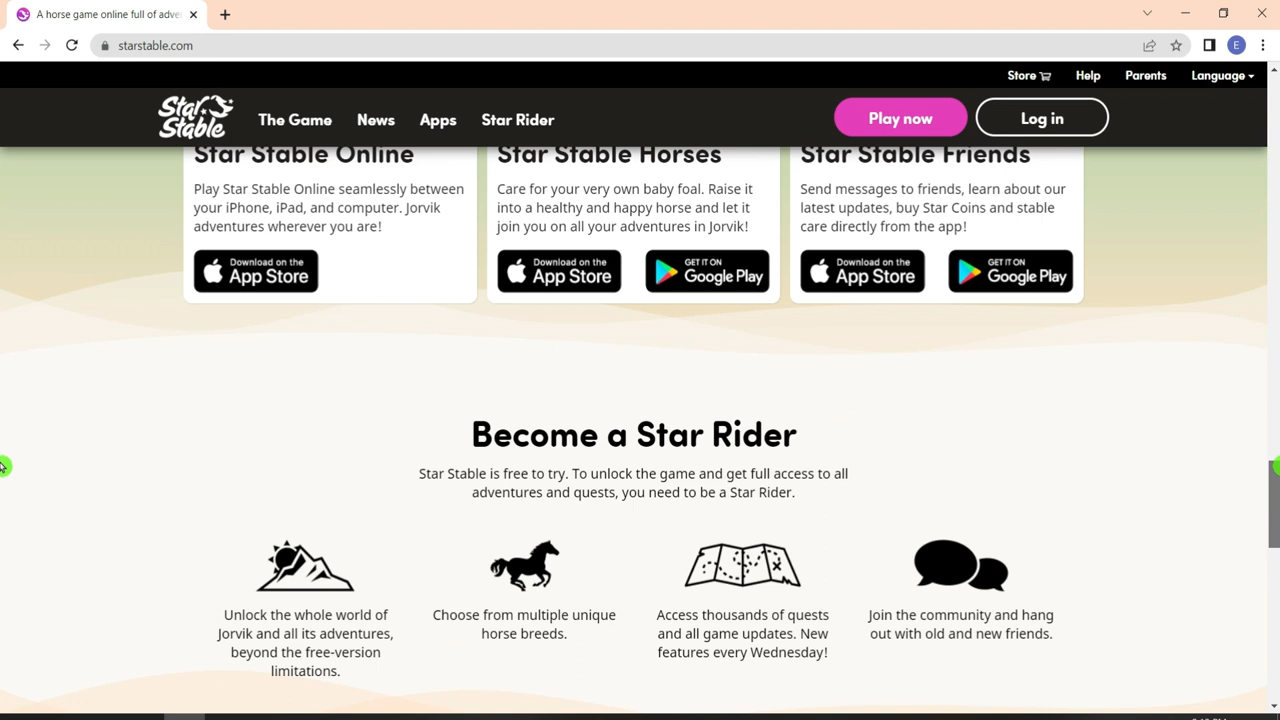 A horse game online full of adve
starstable.com
E
Store
Help
Parents
Language
Star Stable
The Game
News
Apps
Star Rider
Play now
Log in
Star Stable Online
Play Star Stable Online seamlessly between
your iPhone, iPad, and computer. Jorvik
adventures wherever you are!
Download on the
App Store
Star Stable Horses
Care for your very own baby foal. Raise it
into a healthy and happy horse and let it
join you on all your adventures in Jorvik!
Download on the
App Store
GET IT ON
Google Play
Star Stable Friends
Send messages to friends, learn about our
latest updates, buy Star Coins and stable
care directly from the app!
Download on the
App Store
GET IT ON
Google Play
Become a Star Rider
Star Stable is free to try. To unlock the game and get full access to all
adventures and quests, you need to be a Star Rider.
Unlock the whole world of
Jorvik and all its adventures,
beyond the free-version
limitations.
Choose from multiple unique
horse breeds.
Access thousands of quests
and all game updates. New
features every Wednesday!
Join the community and hang
out with old and new friends.